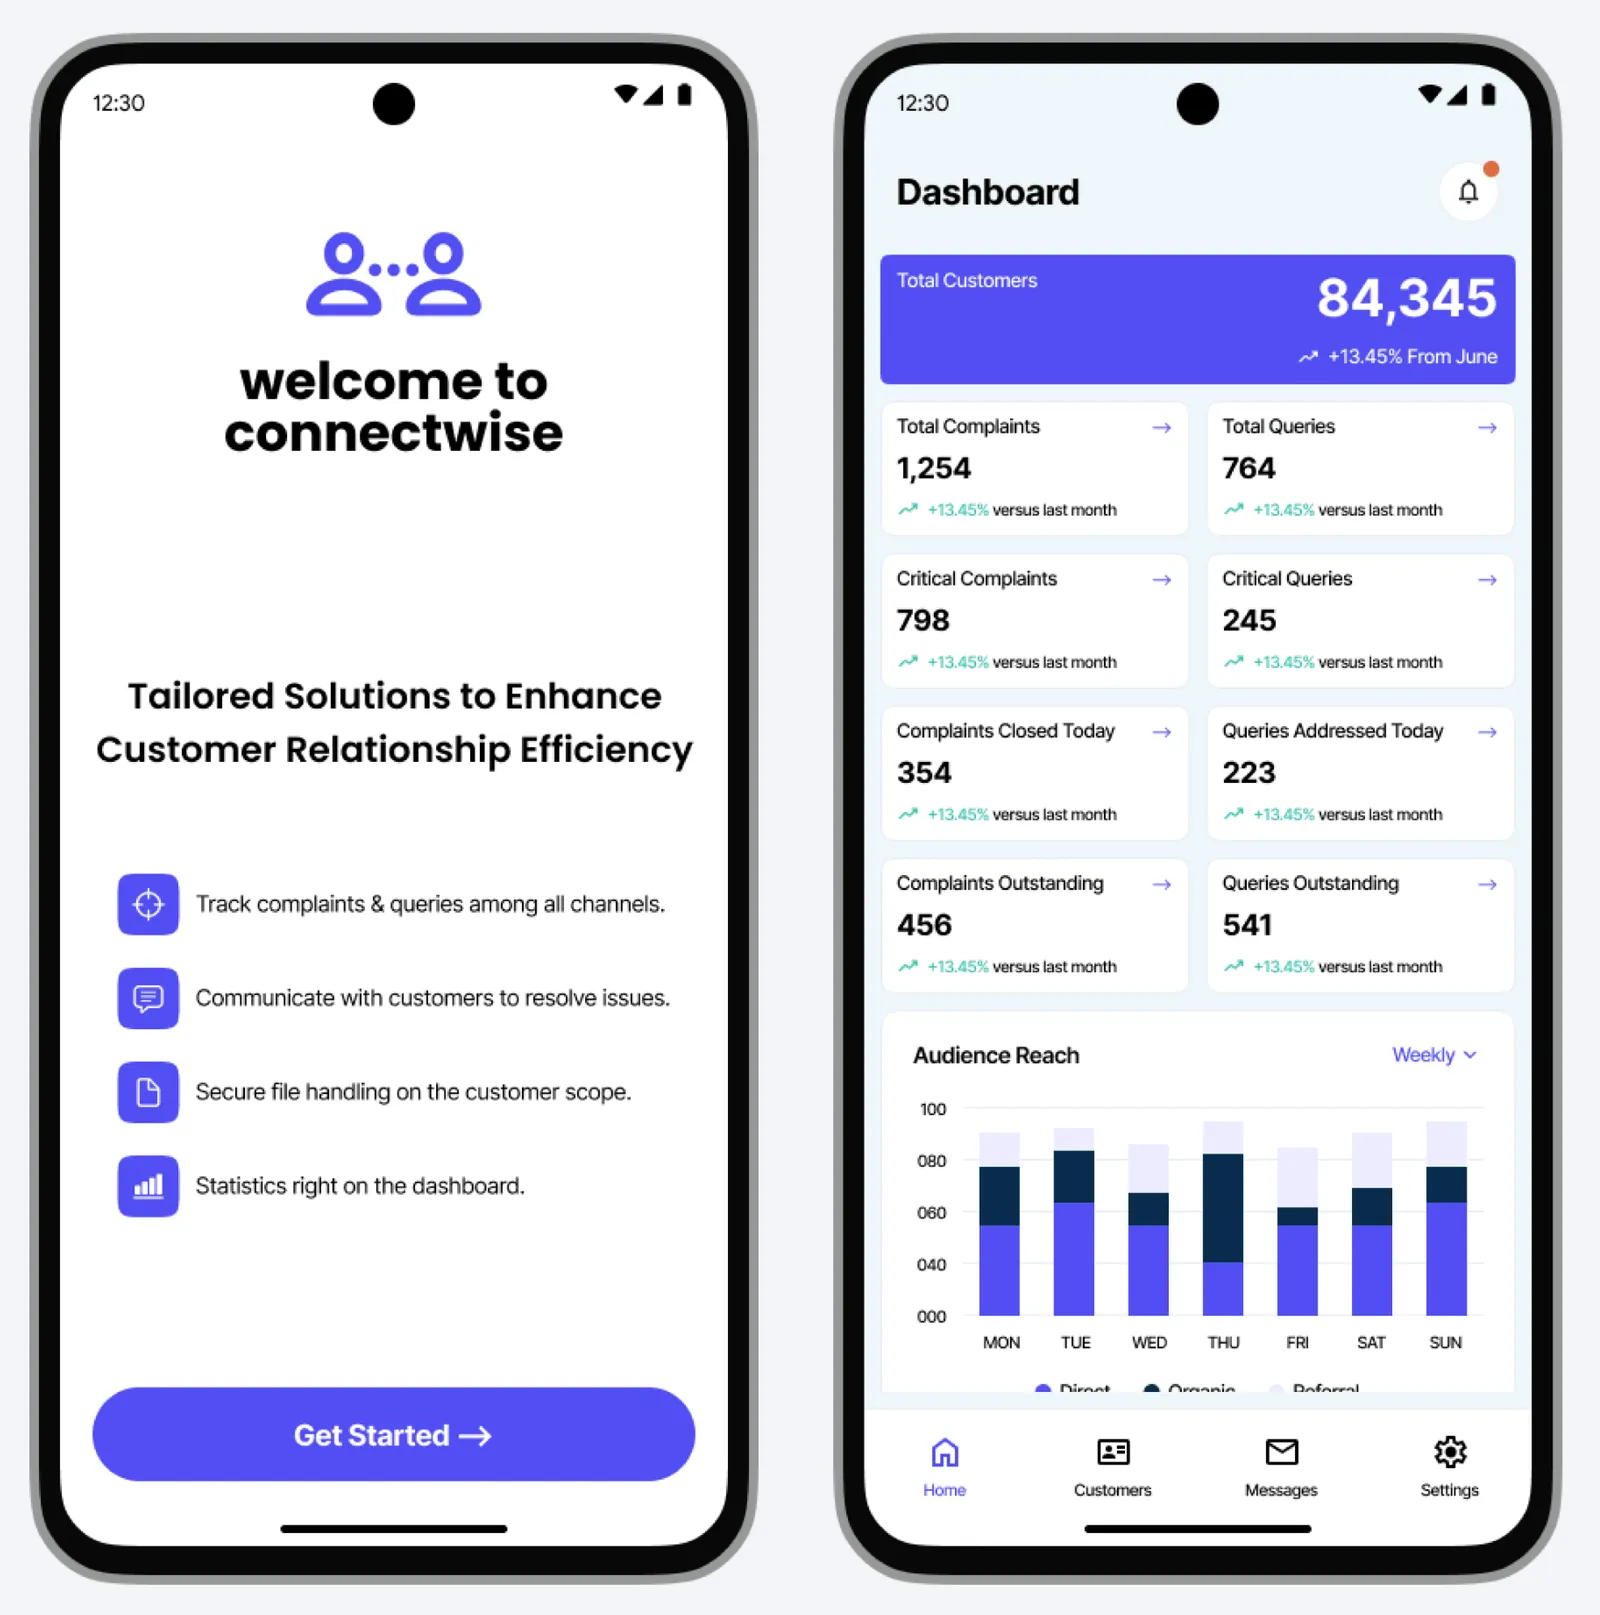 12:30
welcome to
connectwise
Tailored Solutions to Enhance
Customer Relationship Efficiency
Track complaints & queries among all channels.
Communicate with customers to resolve issues.
Secure file handling on the customer scope.
Statistics right on the dashboard.
Get Started →
12:30
Dashboard
Total Customers
84,345
+13.45% From June
Total Complaints
1,254
+13.45% versus last month
Total Queries
764
+13.45% versus last month
Critical Complaints
798
+13.45% versus last month
Critical Queries
245
+13.45% versus last month
Complaints Closed Today
354
+13.45% versus last month
Queries Addressed Today
223
+13.45% versus last month
Complaints Outstanding
456
+13.45% versus last month
Queries Outstanding
541
+13.45% versus last month
Audience Reach
Weekly
100
080
060
040
000
MON TUE WED THU FRI SAT SUN
Direct Organic Referral
Home Customers Messages Settings